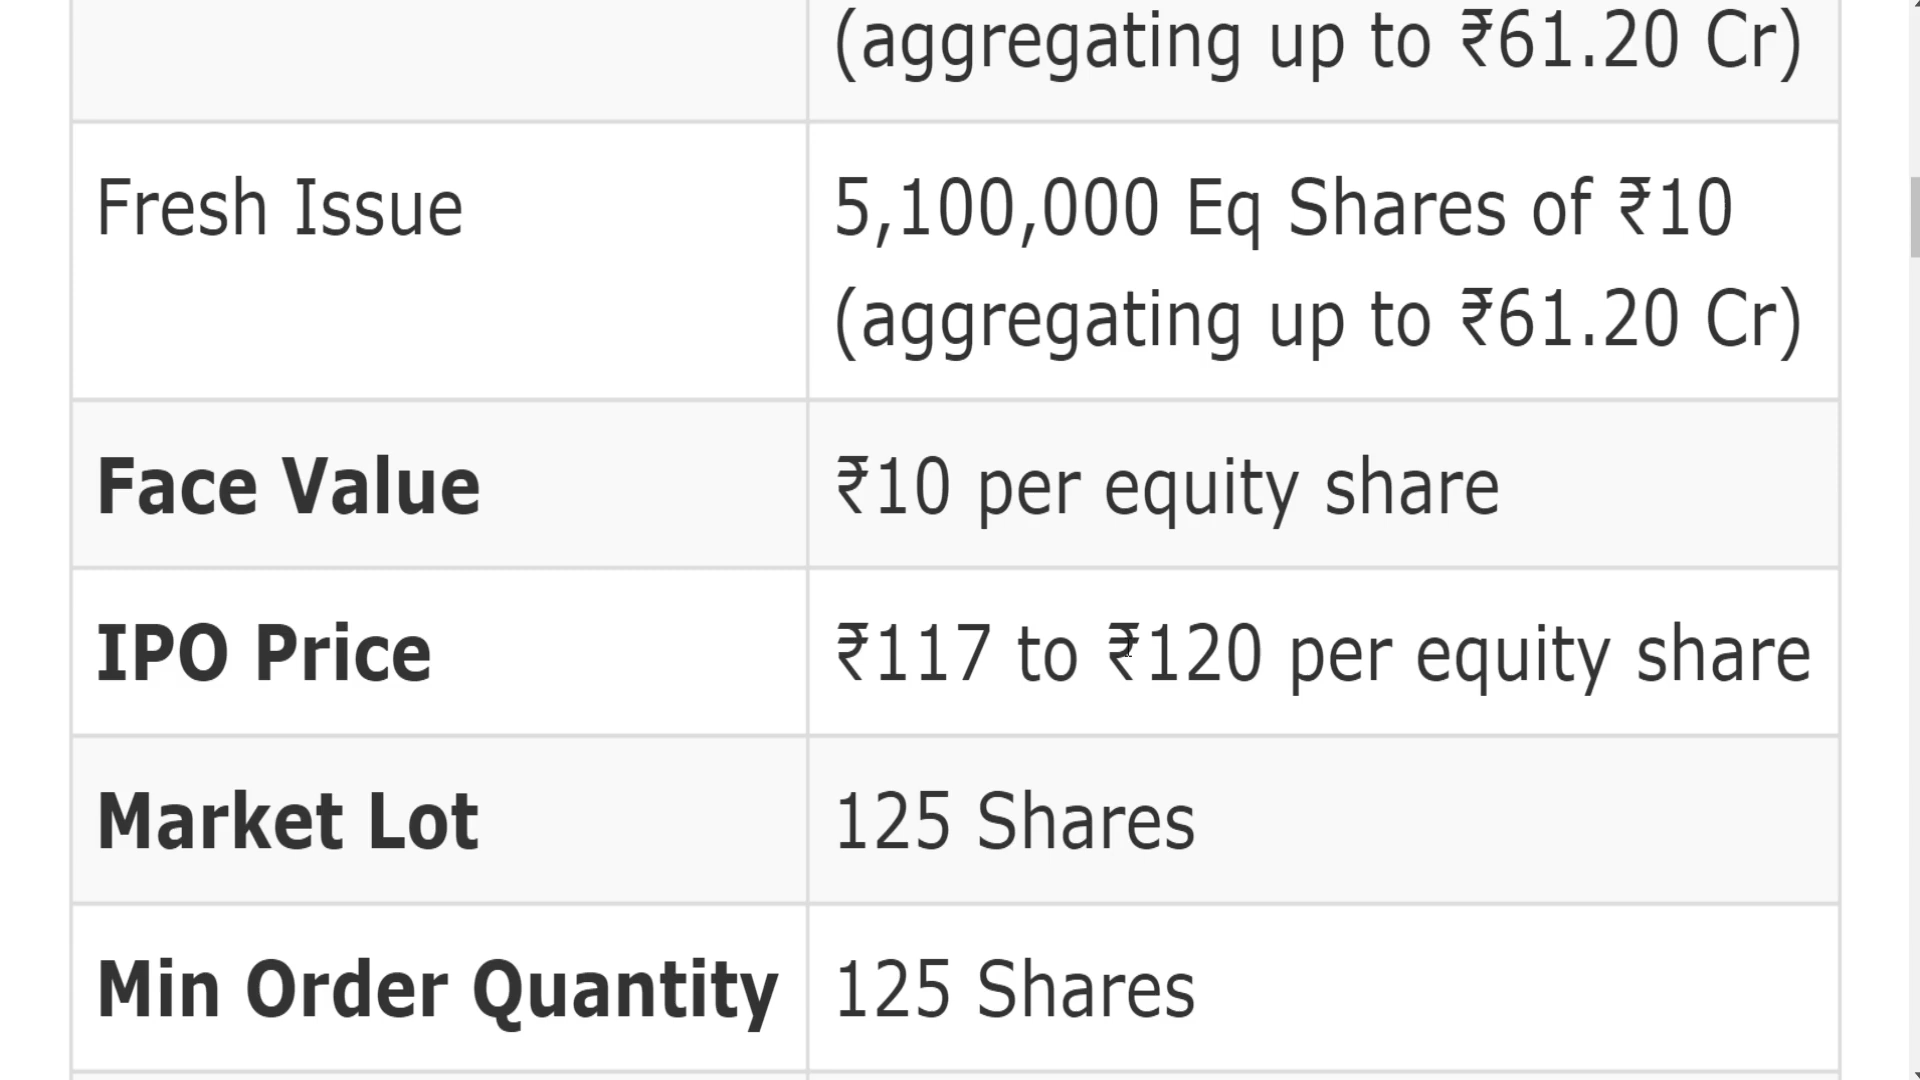 (aggregating up to ₹61.20 Cr)
Fresh Issue
5,100,000 Eq Shares of ₹10
(aggregating up to ₹61.20 Cr)
Face Value
₹10 per equity share
IPO Price
₹117 to ₹120 per equity share
Market Lot
125 Shares
Min Order Quantity
125 Shares